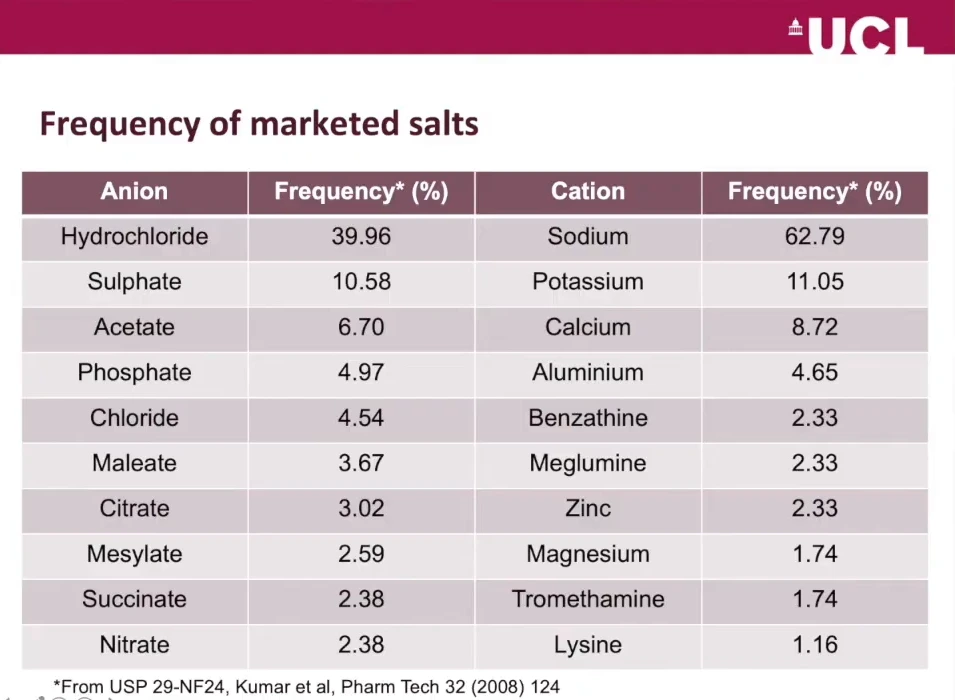 UCL
Frequency of marketed salts
Anion Frequency* (%) Cation Frequency* (%)
Hydrochloride 39.96 Sodium 62.79
Sulphate 10.58 Potassium 11.05
Acetate 6.70 Calcium 8.72
Phosphate 4.97 Aluminium 4.65
Chloride 4.54 Benzathine 2.33
Maleate 3.67 Meglumine 2.33
Citrate 3.02 Zinc 2.33
Mesylate 2.59 Magnesium 1.74
Succinate 2.38 Tromethamine 1.74
Nitrate 2.38 Lysine 1.16
*From USP 29-NF24, Kumar et al, Pharm Tech 32 (2008) 124